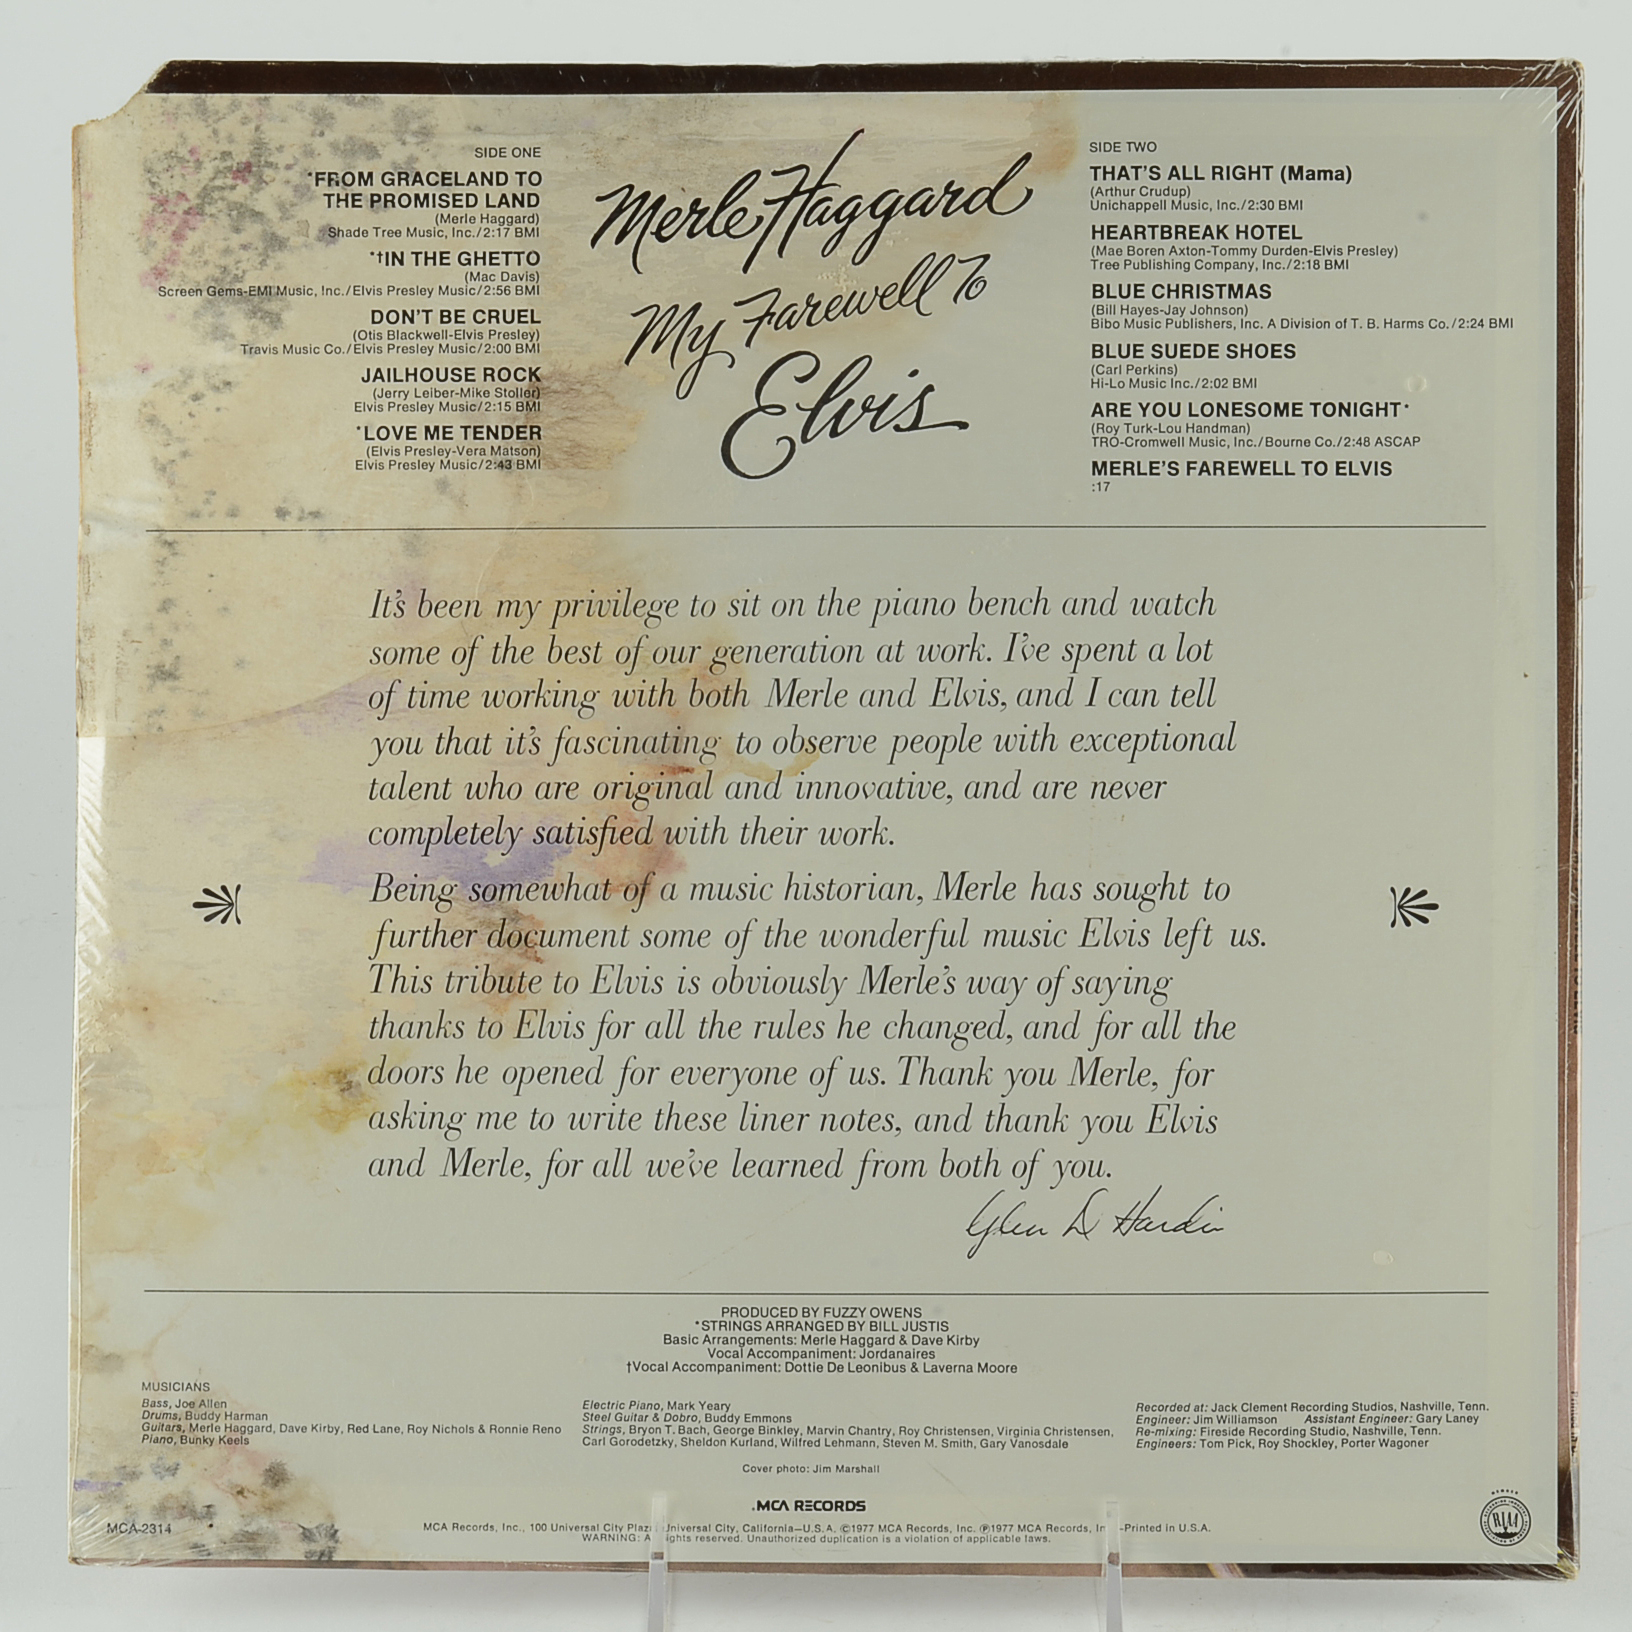 SIDE ONE
*FROM GRACELAND TO
THE PROMISED LAND
(Merle Haggard)
Shade Tree Music, Inc./2:17 BMI
*†IN THE GHETTO
(Mac Davis)
Screen Gems-EMI Music, Inc./Elvis Presley Music/2:56 BMI
DON'T BE CRUEL
(Otis Blackwell-Elvis Presley)
Travis Music Co./Elvis Presley Music/2:00 BMI
JAILHOUSE ROCK
(Jerry Leiber-Mike Stoller)
Elvis Presley Music/2:15 BMI
*LOVE ME TENDER
(Elvis Presley-Vera Matson)
Elvis Presley Music/2:43 BMI
Merle Haggard
My Farewell To
Elvis
SIDE TWO
THAT'S ALL RIGHT (Mama)
(Arthur Crudup)
Unichappell Music, Inc./2:30 BMI
HEARTBREAK HOTEL
(Mae Boren Axton-Tommy Durden-Elvis Presley)
Tree Publishing Company, Inc./2:18 BMI
BLUE CHRISTMAS
(Bill Hayes-Jay Johnson)
Bibo Music Publishers, Inc. A Division of T. B. Harms Co./2:24 BMI
BLUE SUEDE SHOES
(Carl Perkins)
Hi-Lo Music Inc./2:02 BMI
ARE YOU LONESOME TONIGHT*
(Roy Turk-Lou Handman)
TRO-Cromwell Music, Inc./Bourne Co./2:48 ASCAP
MERLE'S FAREWELL TO ELVIS
:17
It's been my privilege to sit on the piano bench and watch
some of the best of our generation at work. I've spent a lot
of time working with both Merle and Elvis, and I can tell
you that it's fascinating to observe people with exceptional
talent who are original and innovative, and are never
completely satisfied with their work.
Being somewhat of a music historian, Merle has sought to
further document some of the wonderful music Elvis left us.
This tribute to Elvis is obviously Merle's way of saying
thanks to Elvis for all the rules he changed, and for all the
doors he opened for everyone of us. Thank you Merle, for
asking me to write these liner notes, and thank you Elvis
and Merle, for all we've learned from both of you.
Glen D Hardin
PRODUCED BY FUZZY OWENS
*STRINGS ARRANGED BY BILL JUSTIS
Basic Arrangements: Merle Haggard & Dave Kirby
Vocal Accompaniment: Jordanaires
†Vocal Accompaniment: Dottie De Leonibus & Laverna Moore
MUSICIANS
Bass, Joe Allen
Drums, Buddy Harman
Guitars, Merle Haggard, Dave Kirby, Red Lane, Roy Nichols & Ronnie Reno
Piano, Bunky Keels
Electric Piano, Mark Yeary
Steel Guitar & Dobro, Buddy Emmons
Strings, Bryon T. Bach, George Binkley, Marvin Chantry, Roy Christensen, Virginia Christensen,
Carl Gorodetzky, Sheldon Kurland, Wilfred Lehmann, Steven M. Smith, Gary Vanosdale
Recorded at: Jack Clement Recording Studios, Nashville, Tenn.
Engineer: Jim Williamson Assistant Engineer: Gary Laney
Re-mixing: Fireside Recording Studio, Nashville, Tenn.
Engineers: Tom Pick, Roy Shockley, Porter Wagoner
Cover photo: Jim Marshall
MCA RECORDS
MCA-2314
MCA Records, Inc., 100 Universal City Plaza Universal City, California—U.S.A. ©1977 MCA Records, Inc. ℗1977 MCA Records, In -Printed in U.S.A.
WARNING: A rights reserved. Unauthorized duplication is a violation of applicable laws.
MEMBER
RIAA